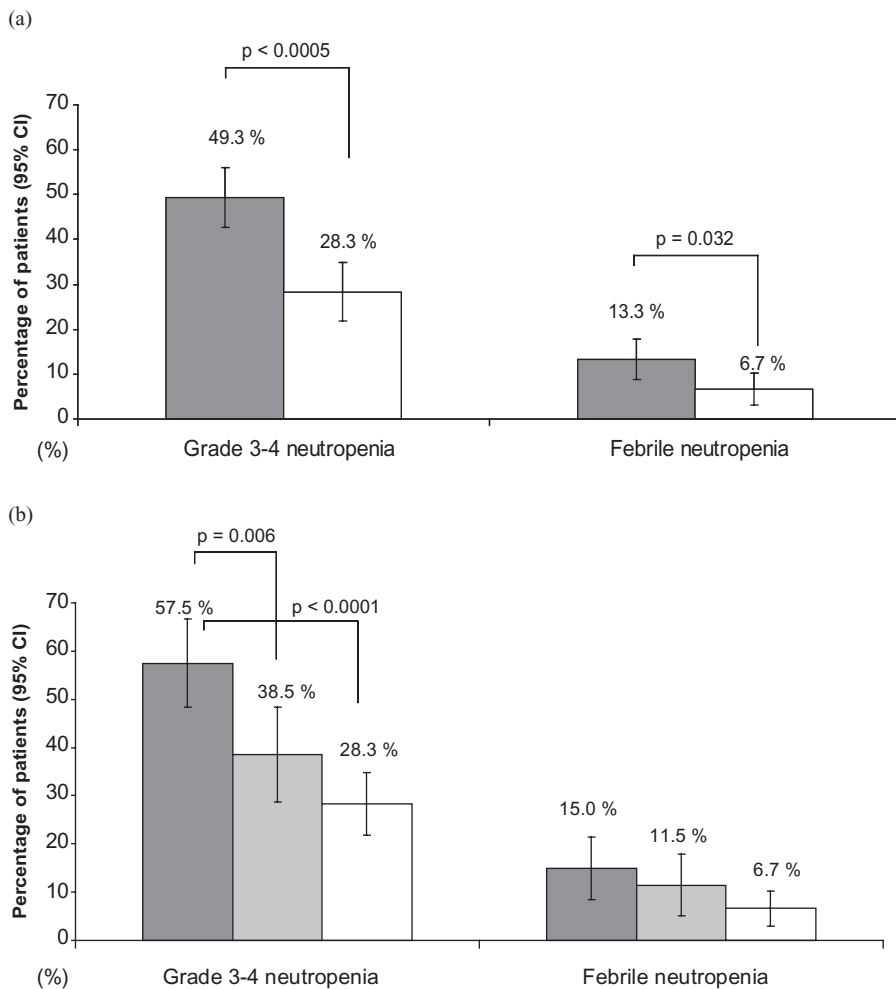 (a)
p < 0.0005
70
60
50
40
30
20
10
0
Percentage of patients (95% CI)
49.3 %
28.3 %
p = 0.032
13.3 %
6.7 %
(%)
Grade 3-4 neutropenia
Febrile neutropenia
(b)
p = 0.006
70
60
50
40
30
20
10
0
Percentage of patients (95% CI)
57.5 %
p < 0.0001
38.5 %
28.3 %
15.0 %
11.5 %
6.7 %
(%)
Grade 3-4 neutropenia
Febrile neutropenia